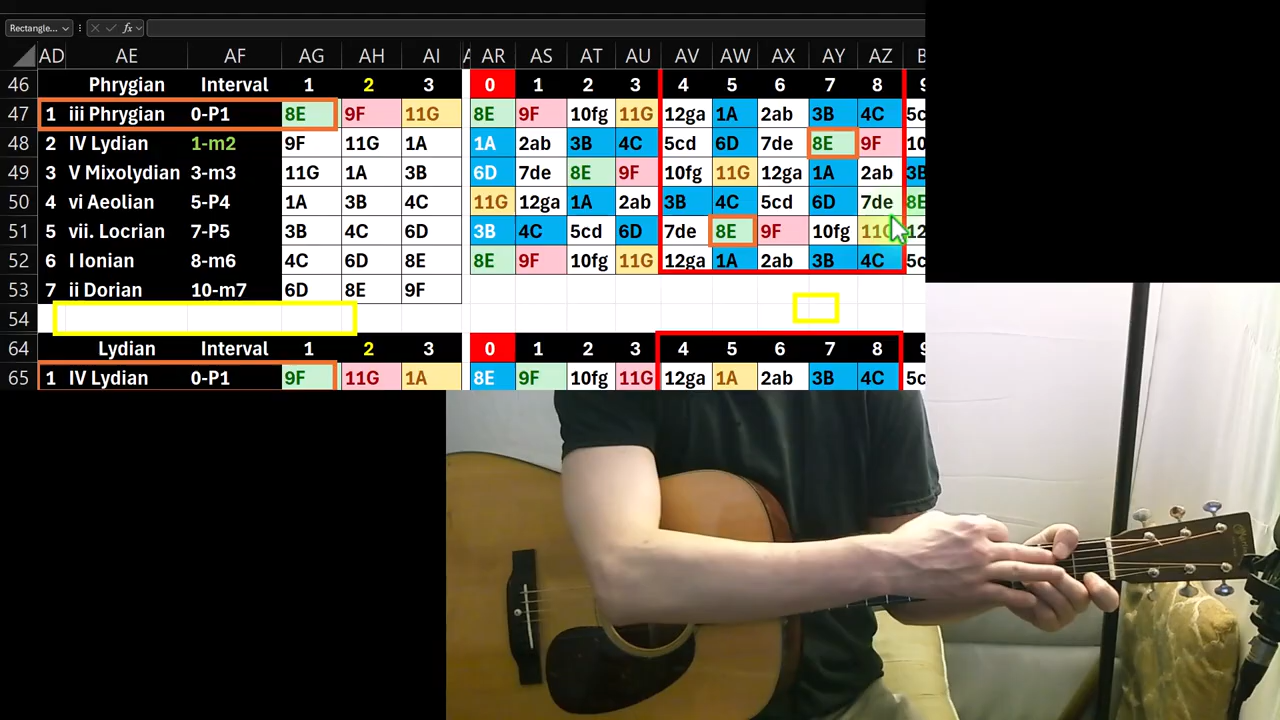 Rectangle... fx
AD AE AF AG AH AI AR AS AT AU AV AW AX AY AZ
46 Phrygian Interval 1 2 3 0 1 2 3 4 5 6 7 8 9
47 1 iii Phrygian 0-P1 8E 9F 11G 8E 9F 10fg 11G 12ga 1A 2ab 3B 4C 5c
48 2 IV Lydian 1-m2 9F 11G 1A 1A 2ab 3B 4C 5cd 6D 7de 8E 9F 10
49 3 V Mixolydian 3-m3 11G 1A 3B 6D 7de 8E 9F 10fg 11G 12ga 1A 2ab 3B
50 4 vi Aeolian 5-P4 1A 3B 4C 11G 12ga 1A 2ab 3B 4C 5cd 6D 7de 8E
51 5 vii. Locrian 7-P5 3B 4C 6D 3B 4C 5cd 6D 7de 8E 9F 10fg 11G 12
52 6 I Ionian 8-m6 4C 6D 8E 8E 9F 10fg 11G 12ga 1A 2ab 3B 4C 5c
53 7 ii Dorian 10-m7 6D 8E 9F
54
64 Lydian Interval 1 2 3 0 1 2 3 4 5 6 7 8 9
65 1 IV Lydian 0-P1 9F 11G 1A 8E 9F 10fg 11G 12ga 1A 2ab 3B 4C 5c